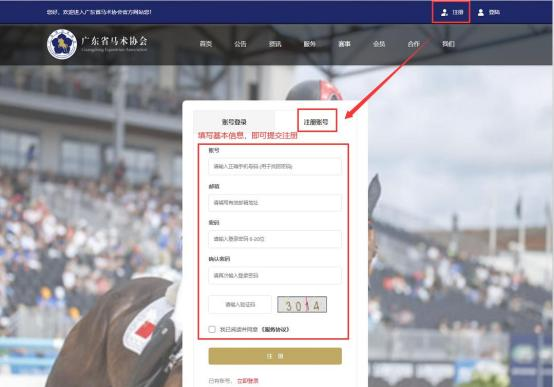 您好，欢迎进入广东省马术协会官方网站您！
注册 登陆
广东省马术协会
Guangdong Equestrian Association
首页 公告 资讯 服务 赛事 会员 合作 我们
账号登录 注册账号
填写基本信息，即可提交注册
账号
请输入正确手机号码 (用于找回密码)
邮箱
请填写有效邮箱地址
密码
请输入登录密码 6-20位
确认密码
请再次输入登录密码
请输入验证码 3014
我已阅读并同意 《服务协议》
注 册
已有账号， 立即登录